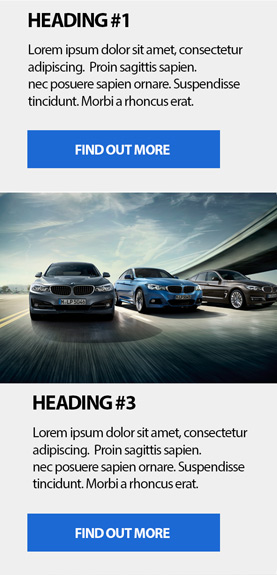 HEADING #1
Lorem ipsum dolor sit amet, consectetur
adipiscing.  Proin sagittis sapien.
nec posuere sapien ornare. Suspendisse
tincidunt. Morbi a rhoncus erat.
FIND OUT MORE
HEADING #3
Lorem ipsum dolor sit amet, consectetur
adipiscing.  Proin sagittis sapien.
nec posuere sapien ornare. Suspendisse
tincidunt. Morbi a rhoncus erat.
FIND OUT MORE